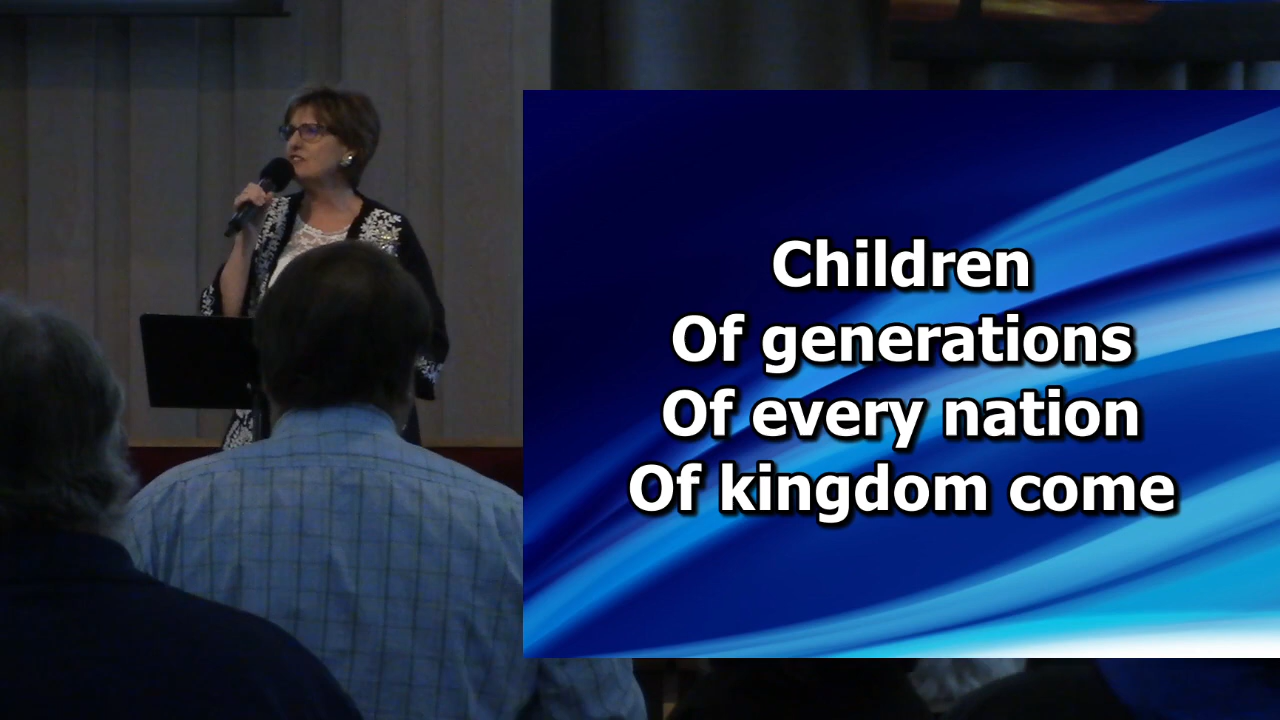 Children
Of generations
Of every nation
Of kingdom come